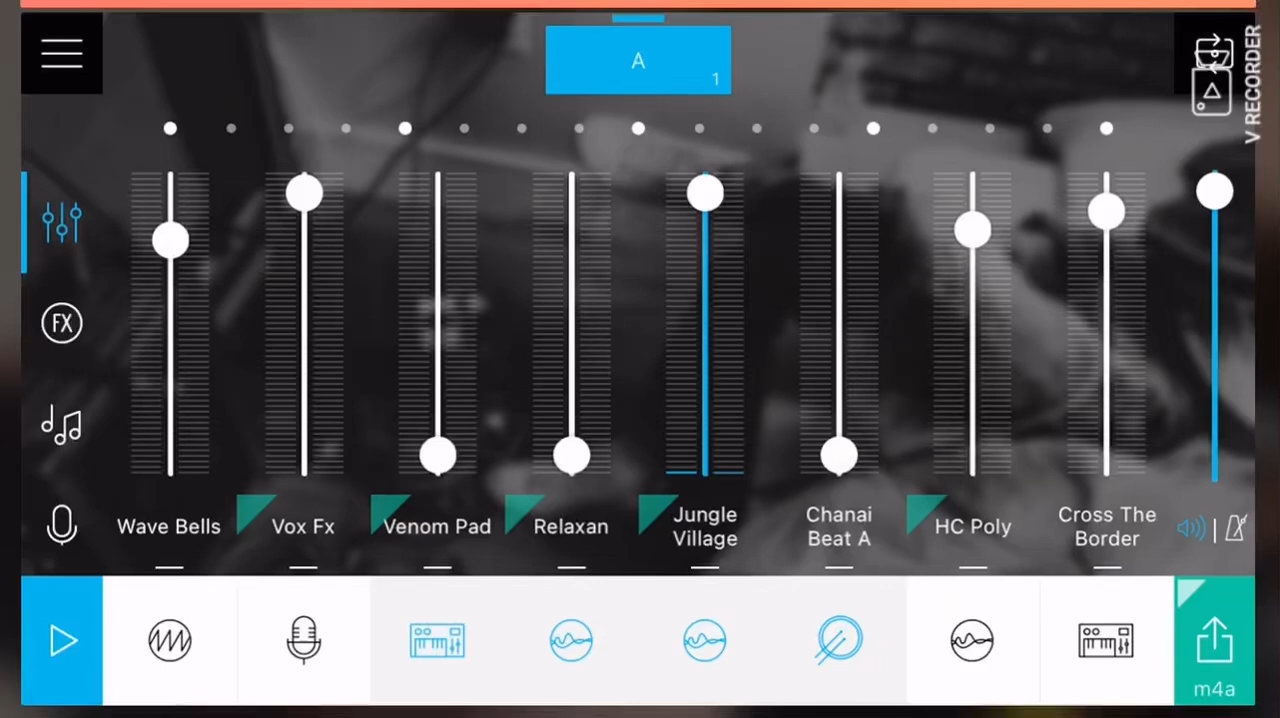 A
1
V RECORDER
FX
Wave Bells
Vox Fx
Venom Pad
Relaxan
Jungle
Village
Chanai
Beat A
HC Poly
Cross The
Border
m4a